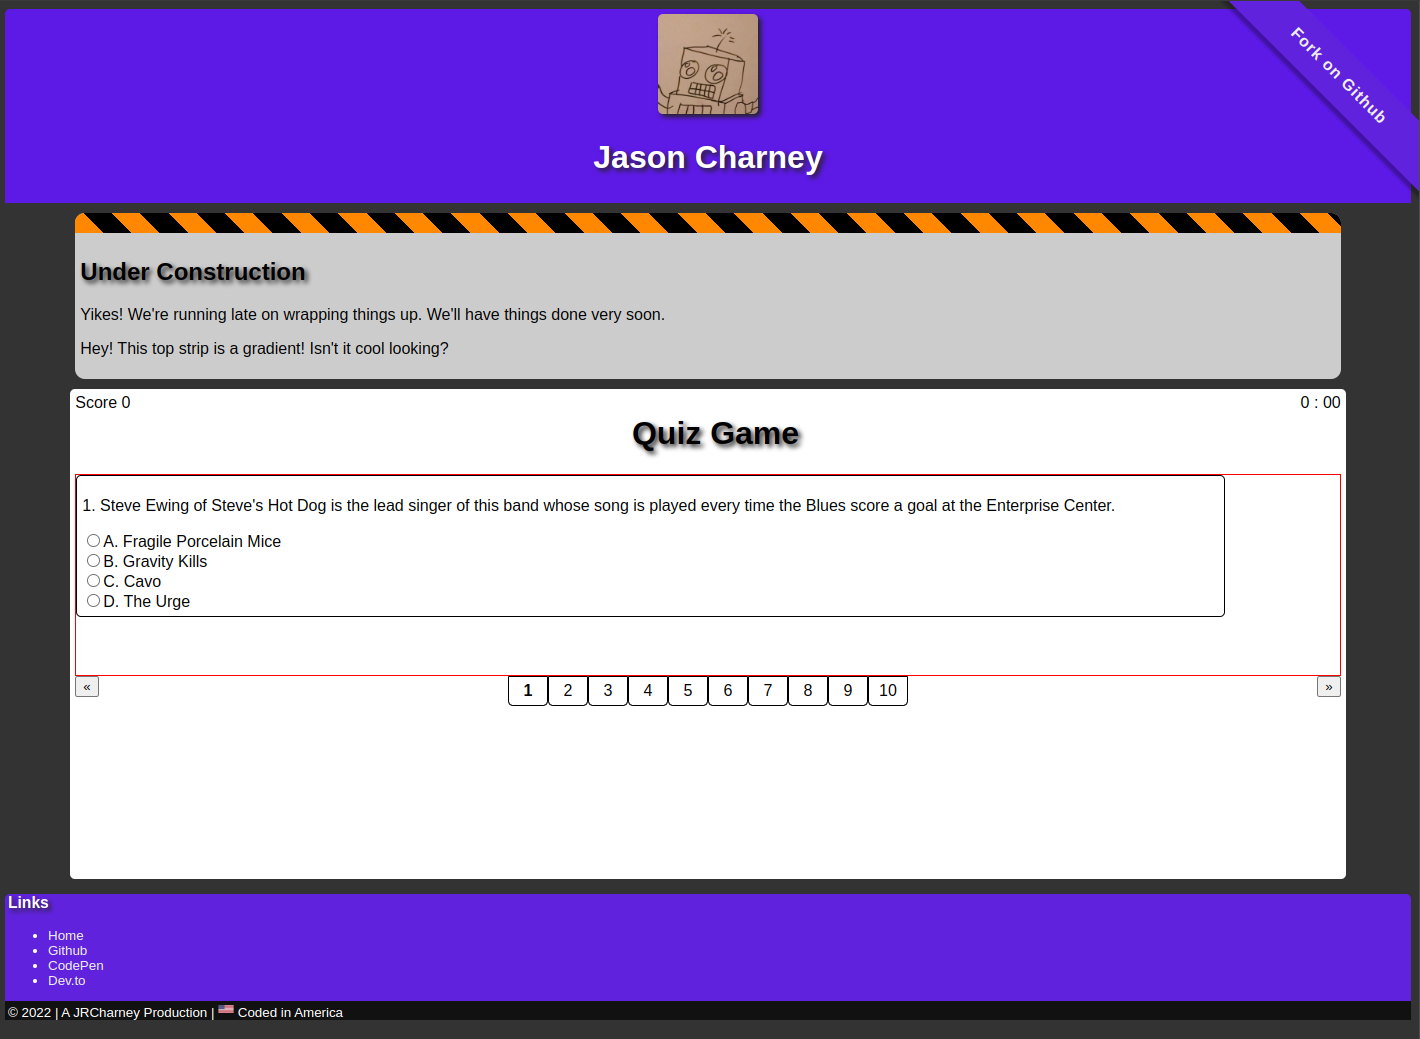 Fork on Github
Jason Charney
Under Construction
Yikes! We're running late on wrapping things up. We'll have things done very soon.
Hey! This top strip is a gradient! Isn't it cool looking?
Score 0
0 : 00
Quiz Game
1. Steve Ewing of Steve's Hot Dog is the lead singer of this band whose song is played every time the Blues score a goal at the Enterprise Center.
A. Fragile Porcelain Mice
B. Gravity Kills
C. Cavo
D. The Urge
« 1 2 3 4 5 6 7 8 9 10 »
Links
Home
Github
CodePen
Dev.to
© 2022 | A JRCharney Production | Coded in America